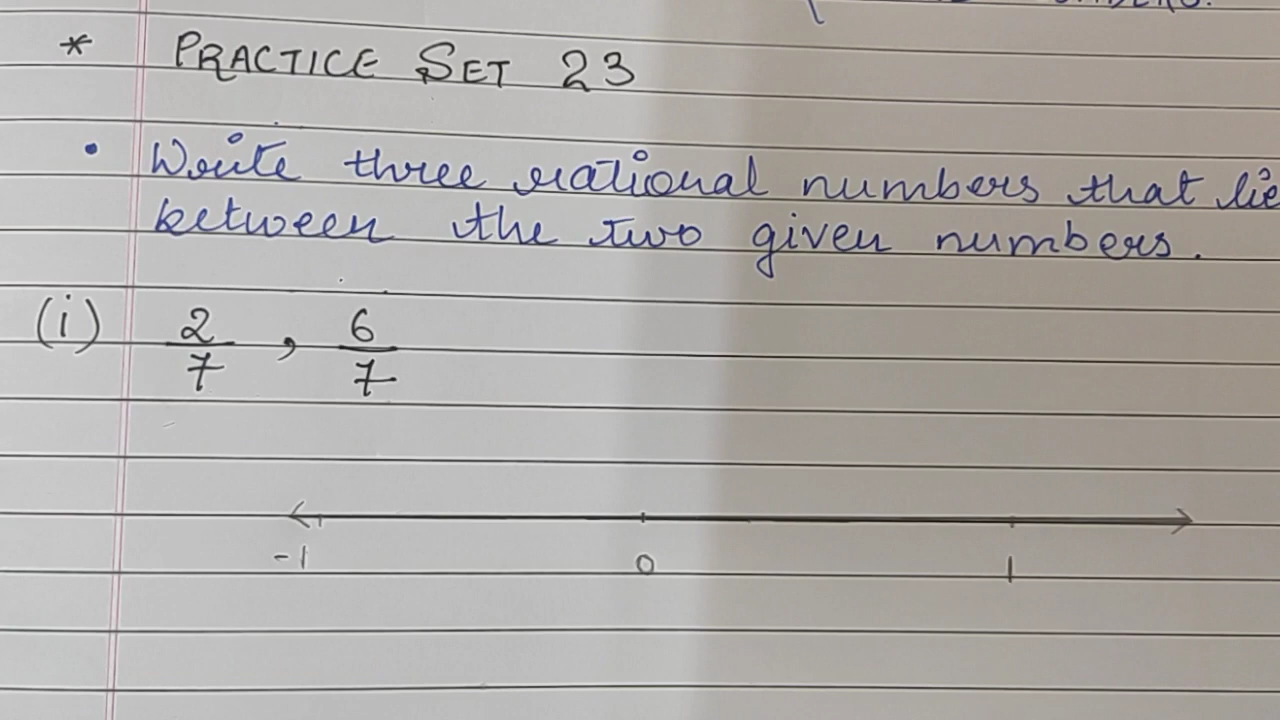 * PRACTICE SET 23
• Write three rational numbers that lie
between the two given numbers.
(i) 2/7 , 6/7
-1 0 1